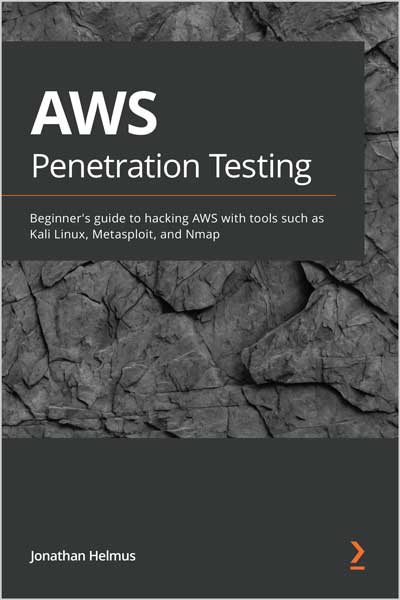 AWS
Penetration Testing
Beginner's guide to hacking AWS with tools such as
Kali Linux, Metasploit, and Nmap
Jonathan Helmus